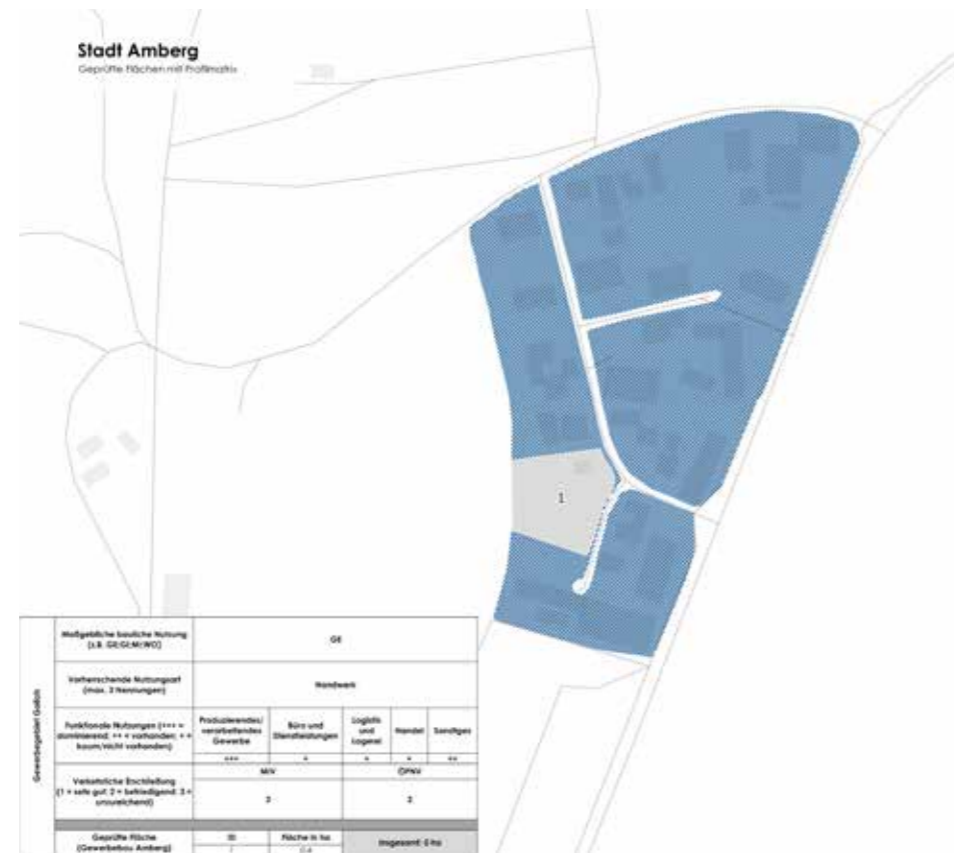 Stadt Amberg
Geprüfte Flächen mit Profilmatrix
1
Gewerbegebiet Gailoh
Maßgebliche bauliche Nutzung
(z.B. GE;GI;MI;WO)
GE
Vorherrschende Nutzungsart
(max. 2 Nennungen)
Handwerk
Funktionale Nutzungen (+++ =
dominierend; ++ = vorhanden; + =
kaum/nicht vorhanden)
Produzierendes/
verarbeitendes
Gewerbe
Büro und
Dienstleistungen
Logistik
und
Lagerei
Handel
Sonstiges
+++
+
+
+
++
Verkehrliche Erschließung
(1 = sehr gut; 2 = befriedigend; 3 =
unzureichend)
MIV
ÖPNV
2
2
Geprüfte Fläche
(Gewerbebau Amberg)
ID
Fläche in ha
Insgesamt: 0 ha
1